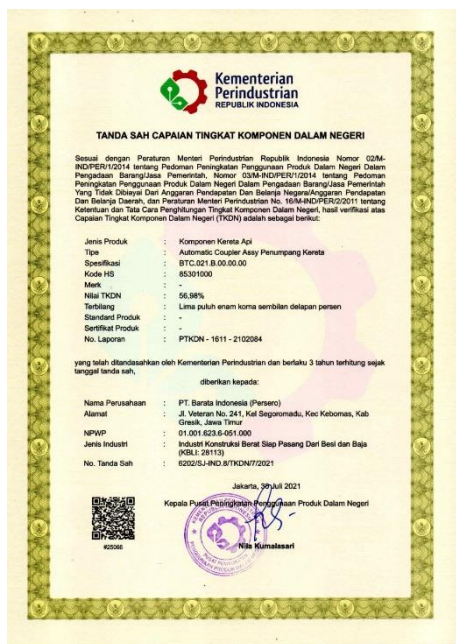 Kementerian
Perindustrian
REPUBLIK INDONESIA
TANDA SAH CAPAIAN TINGKAT KOMPONEN DALAM NEGERI
Sesuai dengan Peraturan Menteri Perindustrian Republik Indonesia Nomor 02/M-
IND/PER/1/2014 tentang Pedoman Peningkatan Penggunaan Produk Dalam Negeri Dalam
Pengadaan Barang/Jasa Pemerintah, Nomor 03/M-IND/PER/1/2014 tentang Pedoman
Peningkatan Penggunaan Produk Dalam Negeri Dalam Pengadaan Barang/Jasa Pemerintah
Yang Tidak Dibiayai Dari Anggaran Pendapatan Dan Belanja Negara/Anggaran Pendapatan
Dan Belanja Daerah, dan Peraturan Menteri Perindustrian No. 16/M-IND/PER/2/2011 tentang
Ketentuan dan Tata Cara Penghitungan Tingkat Komponen Dalam Negeri, hasil verifikasi atas
Capaian Tingkat Komponen Dalam Negeri (TKDN) adalah sebagai berikut:
Jenis Produk : Komponen Kereta Api
Tipe : Automatic Coupler Assy Penumpang Kereta
Spesifikasi : BTC.021.B.00.00.00
Kode HS : 85301000
Merk : -
Nilai TKDN : 56,98%
Terbilang : Lima puluh enam koma sembilan delapan persen
Standard Produk : -
Sertifikat Produk : -
No. Laporan : PTKDN - 1611 - 2102084
yang telah ditandasahkan oleh Kementerian Perindustrian dan berlaku 3 tahun terhitung sejak
tanggal tanda sah,
diberikan kepada:
Nama Perusahaan : PT. Barata Indonesia (Persero)
Alamat : Jl. Veteran No. 241, Kel Segoromadu, Kec Kebomas, Kab
Gresik, Jawa Timur
NPWP : 01.001.623.6-051.000
Jenis Industri : Industri Konstruksi Berat Siap Pasang Dari Besi dan Baja
(KBLI: 28113)
No. Tanda Sah : 6202/SJ-IND.8/TKDN/7/2021
Jakarta, 30 Juli 2021
Kepala Pusat Peningkatan Penggunaan Produk Dalam Negeri
Nila Kumalasari
#25098